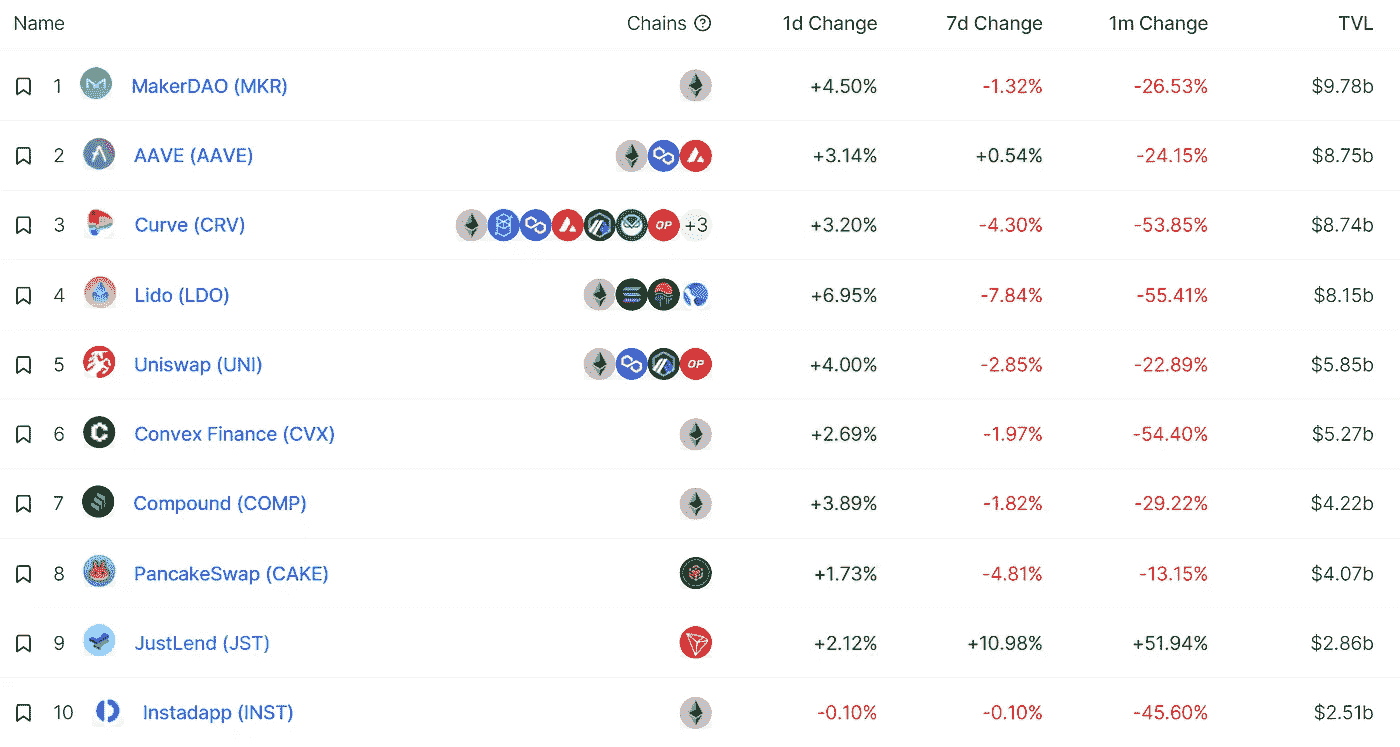 Name Chains ? 1d Change 7d Change 1m Change TVL
1 MakerDAO (MKR) +4.50% -1.32% -26.53% $9.78b
2 AAVE (AAVE) +3.14% +0.54% -24.15% $8.75b
3 Curve (CRV) OP +3 +3.20% -4.30% -53.85% $8.74b
4 Lido (LDO) +6.95% -7.84% -55.41% $8.15b
5 Uniswap (UNI) OP +4.00% -2.85% -22.89% $5.85b
6 Convex Finance (CVX) +2.69% -1.97% -54.40% $5.27b
7 Compound (COMP) +3.89% -1.82% -29.22% $4.22b
8 PancakeSwap (CAKE) +1.73% -4.81% -13.15% $4.07b
9 JustLend (JST) +2.12% +10.98% +51.94% $2.86b
10 Instadapp (INST) -0.10% -0.10% -45.60% $2.51b